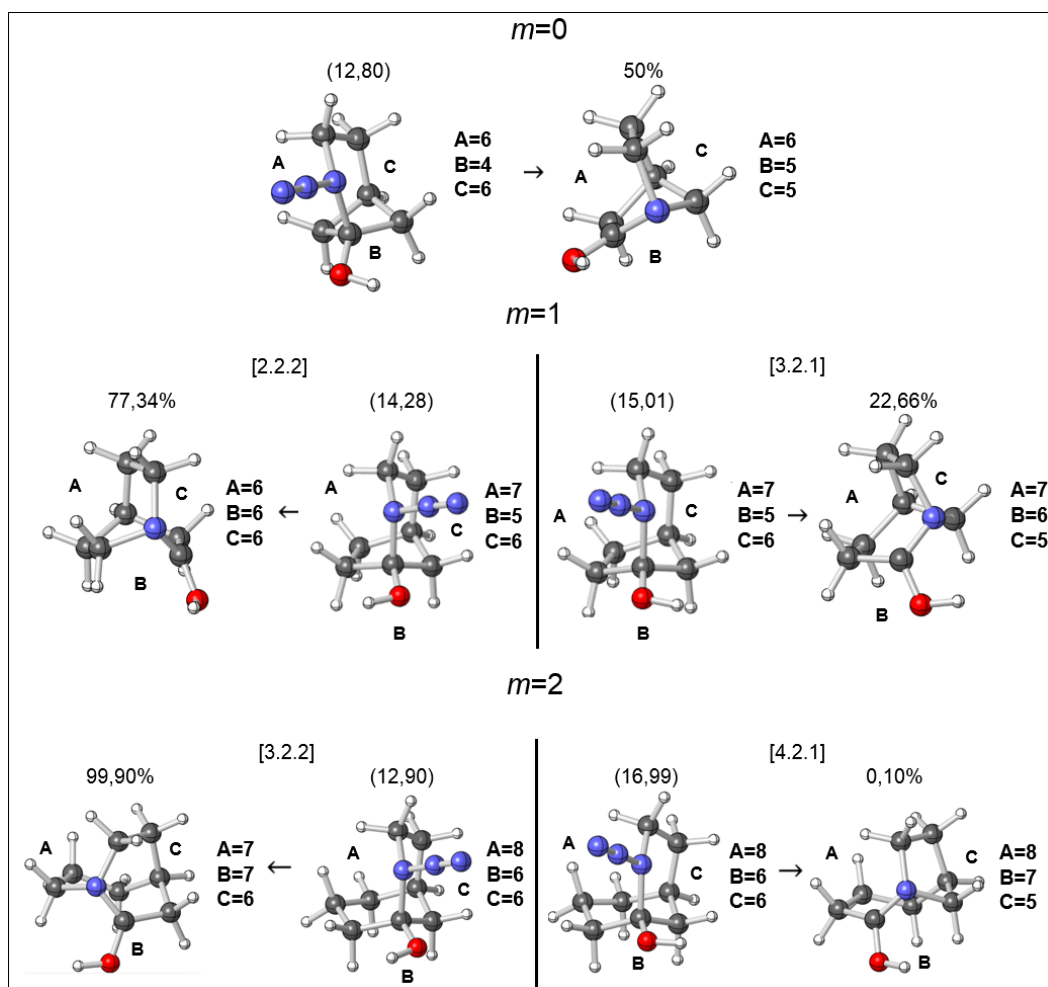 m=0
(12,80)
50%
A
C
B
A=6
B=4
C=6
→
A
C
B
A=6
B=5
C=5
m=1
[2.2.2]
[3.2.1]
77,34%
(14,28)
(15,01)
22,66%
A
C
B
A=6
B=6
C=6
←
A
C
B
A=7
B=5
C=6
A
C
B
A=7
B=5
C=6
→
A
C
B
A=7
B=6
C=5
m=2
[3.2.2]
[4.2.1]
99,90%
(12,90)
(16,99)
0,10%
A
C
B
A=7
B=7
C=6
←
A
C
B
A=8
B=6
C=6
A
C
B
A=8
B=6
C=6
→
A
C
B
A=8
B=7
C=5